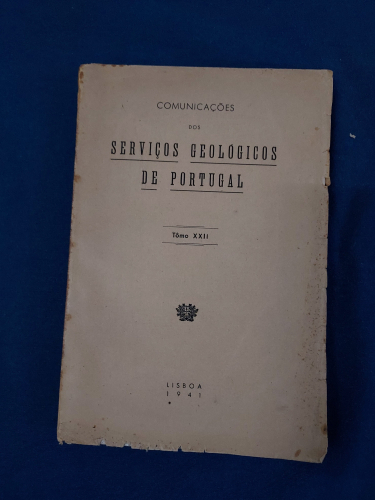 COMUNICAÇÕES
DOS
SERVIÇOS GEOLÓGICOS
DE PORTUGAL
Tômo XXII
LISBOA
1941